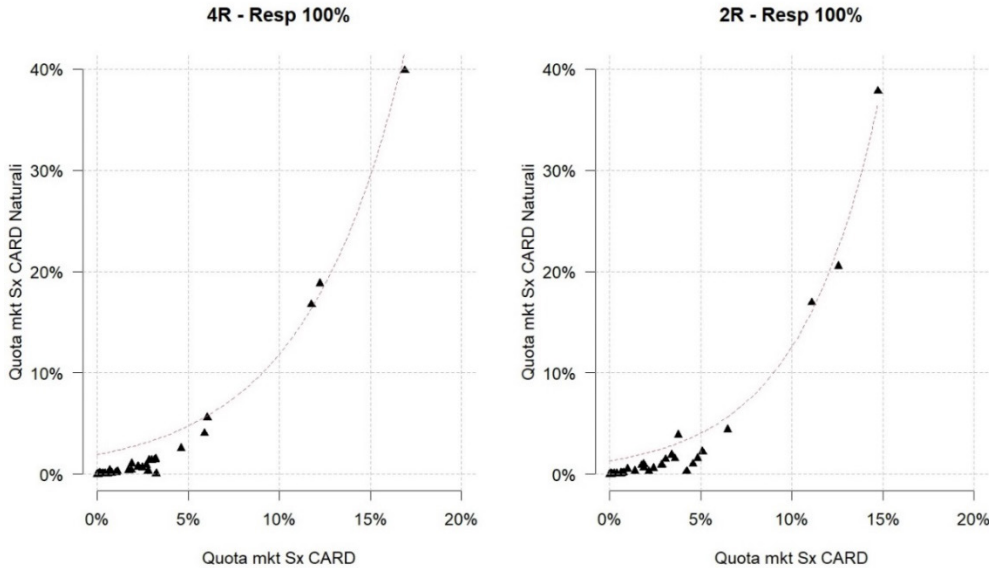 4R - Resp 100%
Quota mkt Sx CARD Naturali
40%
30%
20%
10%
0%
0% 5% 10% 15% 20%
Quota mkt Sx CARD
2R - Resp 100%
Quota mkt Sx CARD Naturali
40%
30%
20%
10%
0%
0% 5% 10% 15% 20%
Quota mkt Sx CARD